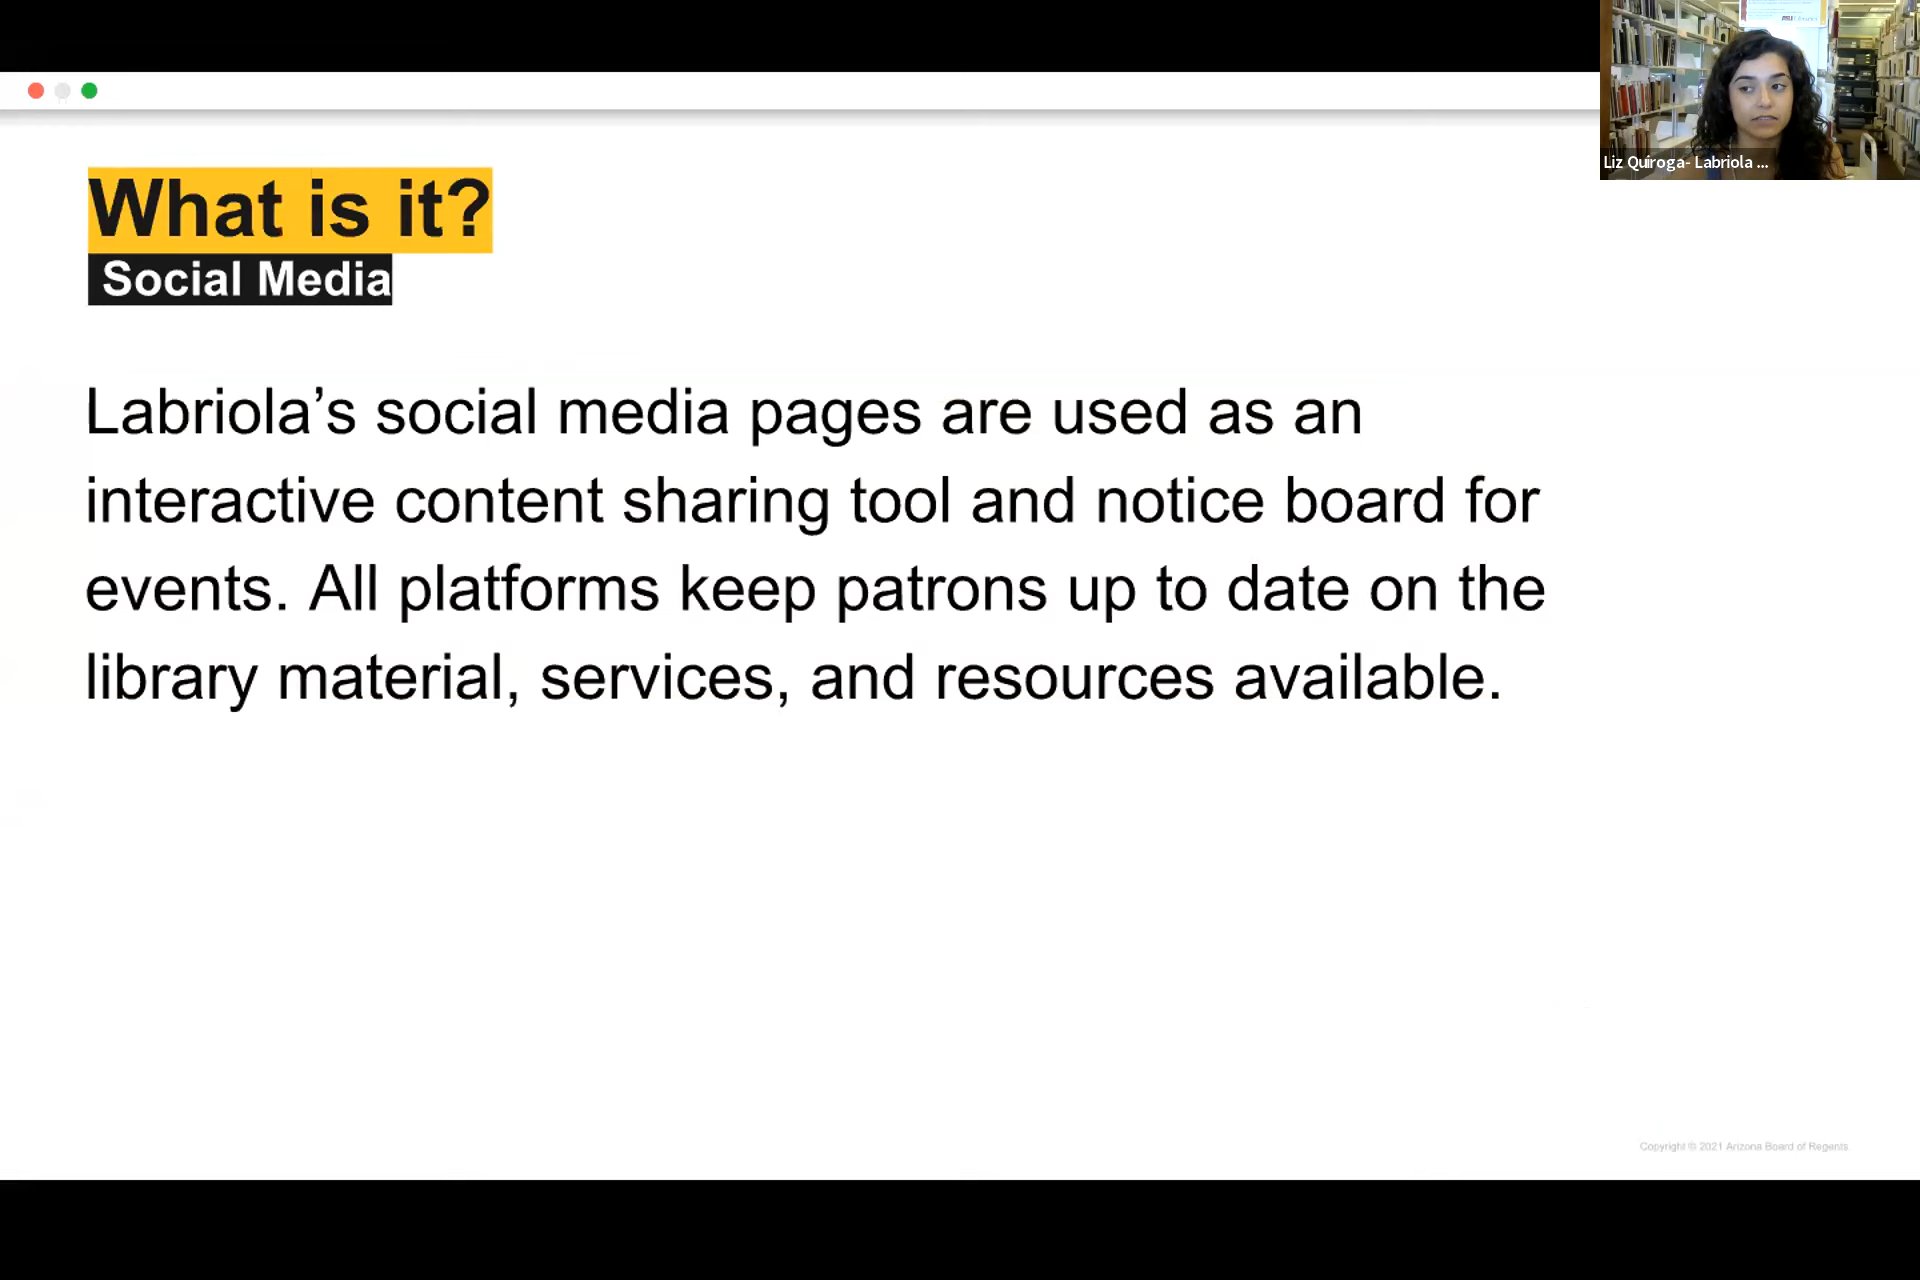 What is it?
Social Media
Labriola’s social media pages are used as an
interactive content sharing tool and notice board for
events. All platforms keep patrons up to date on the
library material, services, and resources available.
Liz Quiroga- Labriola ...
Copyright © 2021 Arizona Board of Regents